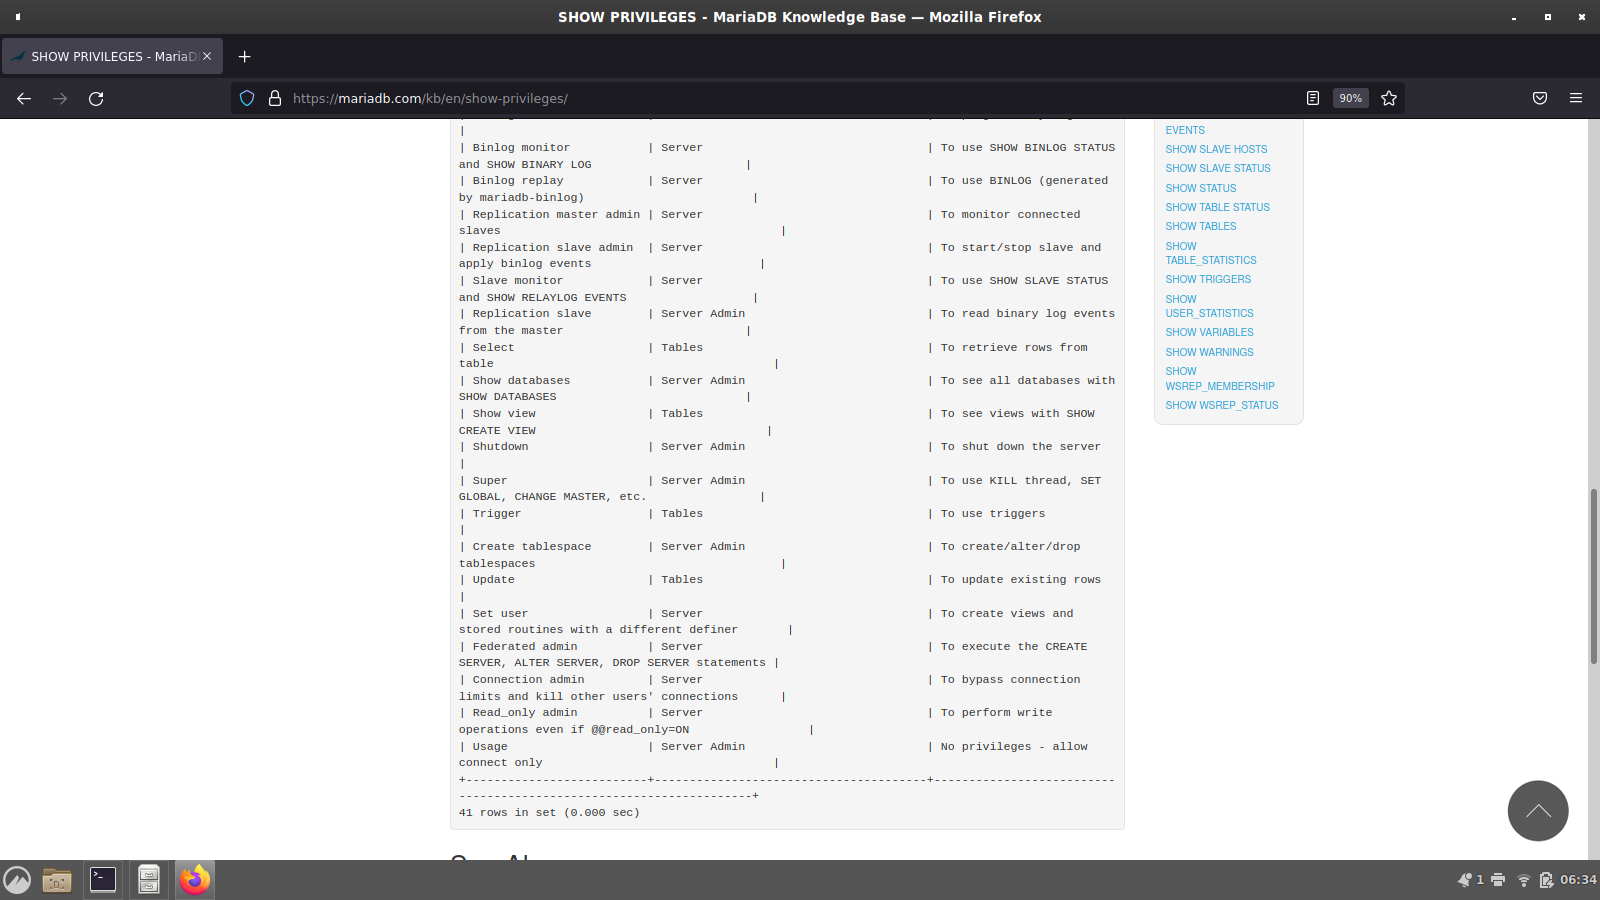 SHOW PRIVILEGES - MariaDB Knowledge Base — Mozilla Firefox
SHOW PRIVILEGES - MariaD
https://mariadb.com/kb/en/show-privileges/
90%
|
| Binlog monitor | Server | To use SHOW BINLOG STATUS
and SHOW BINARY LOG |
| Binlog replay | Server | To use BINLOG (generated
by mariadb-binlog) |
| Replication master admin | Server | To monitor connected
slaves |
| Replication slave admin | Server | To start/stop slave and
apply binlog events |
| Slave monitor | Server | To use SHOW SLAVE STATUS
and SHOW RELAYLOG EVENTS |
| Replication slave | Server Admin | To read binary log events
from the master |
| Select | Tables | To retrieve rows from
table |
| Show databases | Server Admin | To see all databases with
SHOW DATABASES |
| Show view | Tables | To see views with SHOW
CREATE VIEW |
| Shutdown | Server Admin | To shut down the server
|
| Super | Server Admin | To use KILL thread, SET
GLOBAL, CHANGE MASTER, etc. |
| Trigger | Tables | To use triggers
|
| Create tablespace | Server Admin | To create/alter/drop
tablespaces |
| Update | Tables | To update existing rows
|
| Set user | Server | To create views and
stored routines with a different definer |
| Federated admin | Server | To execute the CREATE
SERVER, ALTER SERVER, DROP SERVER statements |
| Connection admin | Server | To bypass connection
limits and kill other users' connections |
| Read_only admin | Server | To perform write
operations even if @@read_only=ON |
| Usage | Server Admin | No privileges - allow
connect only |
+--------------------------+---------------------------------------+--------------------------
------------------------------------------+
41 rows in set (0.000 sec)
EVENTS
SHOW SLAVE HOSTS
SHOW SLAVE STATUS
SHOW STATUS
SHOW TABLE STATUS
SHOW TABLES
SHOW
TABLE_STATISTICS
SHOW TRIGGERS
SHOW
USER_STATISTICS
SHOW VARIABLES
SHOW WARNINGS
SHOW
WSREP_MEMBERSHIP
SHOW WSREP_STATUS
1
06:34